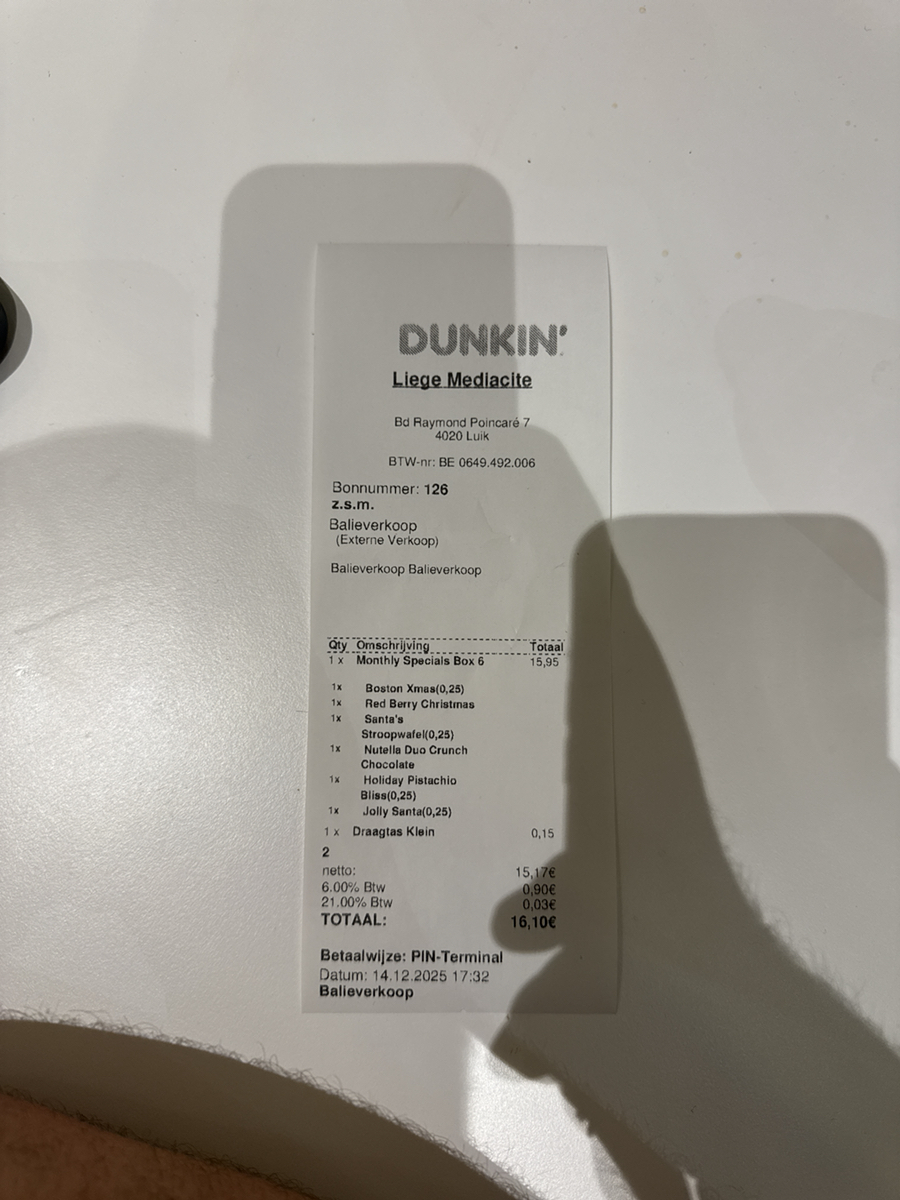 DUNKIN'
Liege Mediacite
Bd Raymond Poincaré 7
4020 Luik
BTW-nr: BE 0649.492.006
Bonnummer: 126
z.s.m.
Balieverkoop
(Externe Verkoop)
Balieverkoop Balieverkoop
Qty Omschrijving Totaal
1 x Monthly Specials Box 6 15,95
1x Boston Xmas(0,25)
1x Red Berry Christmas
1x Santa's
Stroopwafel(0,25)
1x Nutella Duo Crunch
Chocolate
1x Holiday Pistachio
Bliss(0,25)
1x Jolly Santa(0,25)
1 x Draagtas Klein 0,15
2
netto: 15,17€
6.00% Btw 0,90€
21.00% Btw 0,03€
TOTAAL: 16,10€
Betaalwijze: PIN-Terminal
Datum: 14.12.2025 17:32
Balieverkoop